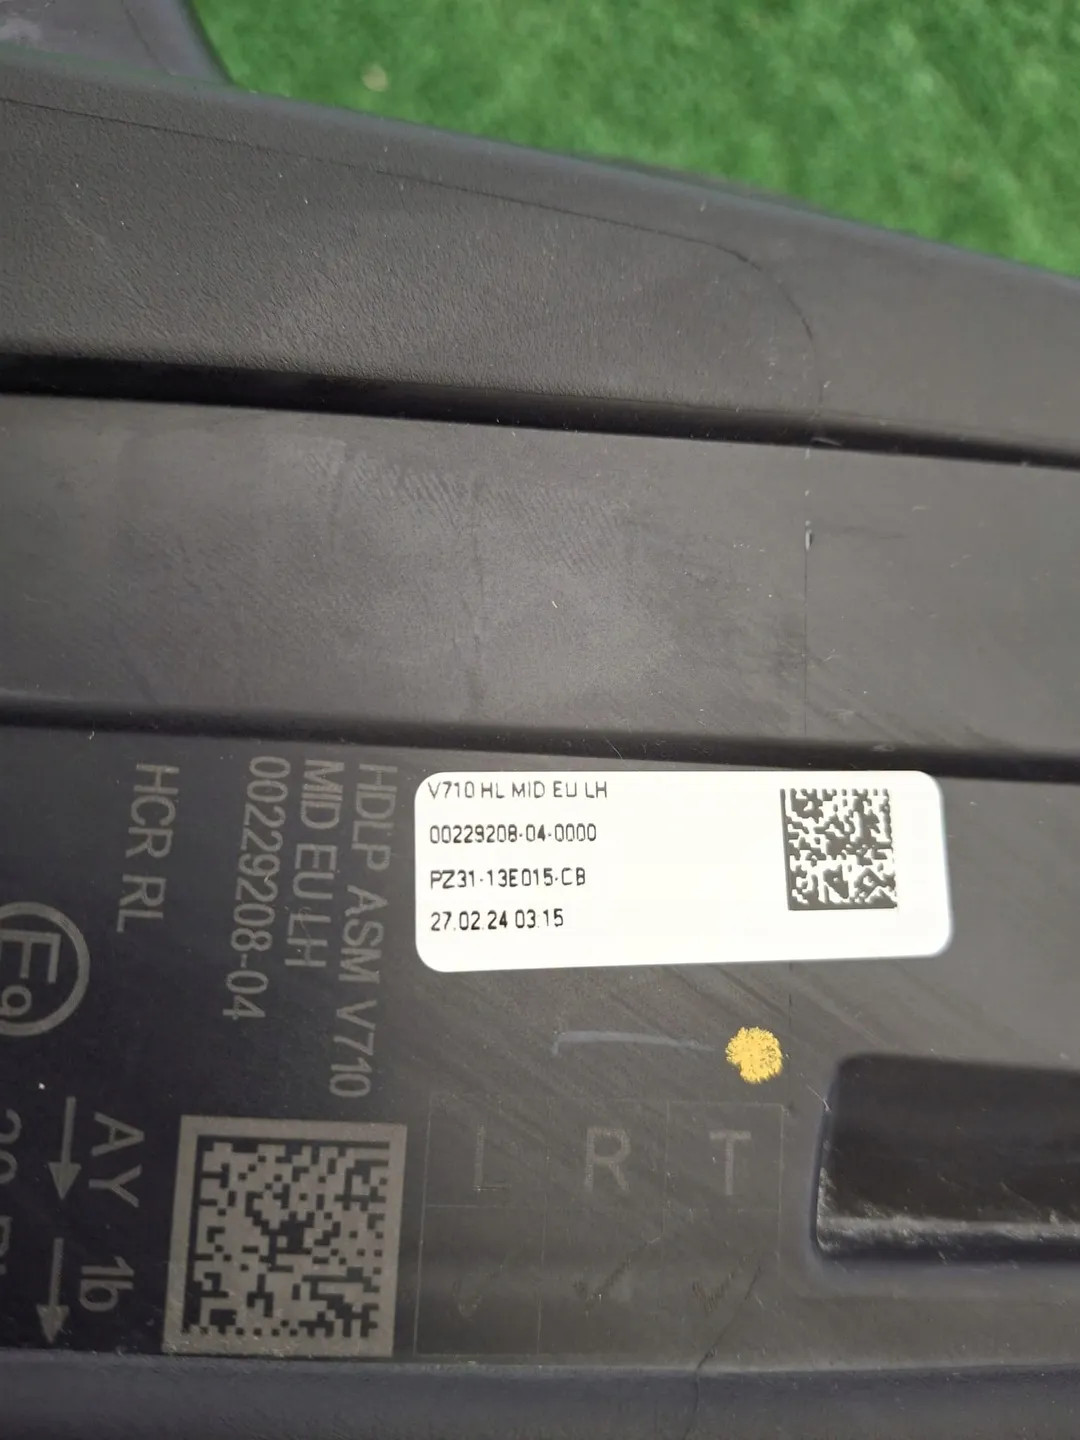 V710 HL MID EU LH
00229208-04-0000
PZ31-13E015-CB
27.02.24 03.15
HDLP ASM V710
MID EU LH
00229208-04
HCR RL
E9
AY 1b
L R T